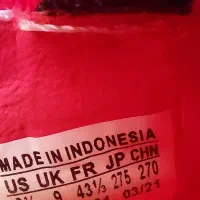 MADE IN INDONESIA
US UK FR JP CHN
9 43⅓ 275 270
03/21